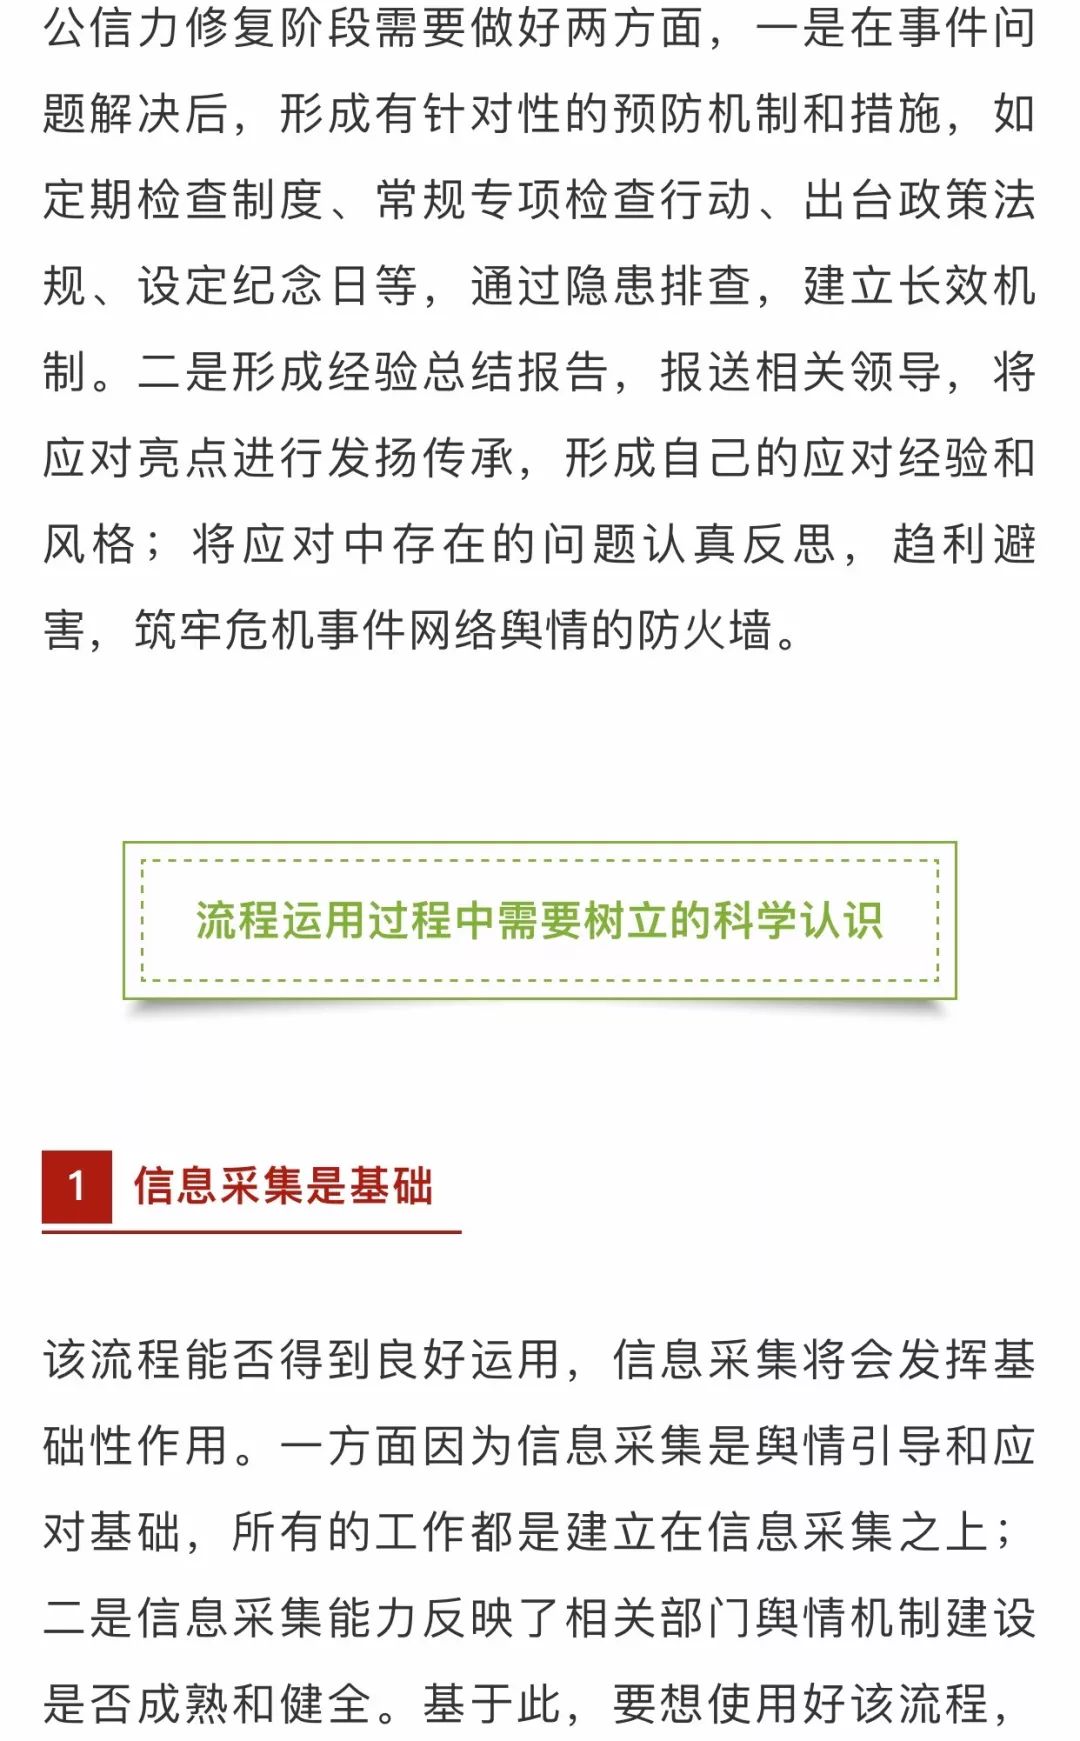 公信力修复阶段需要做好两方面，一是在事件问
题解决后，形成有针对性的预防机制和措施，如
定期检查制度、常规专项检查行动、出台政策法
规、设定纪念日等，通过隐患排查，建立长效机
制。二是形成经验总结报告，报送相关领导，将
应对亮点进行发扬传承，形成自己的应对经验和
风格；将应对中存在的问题认真反思，趋利避
害，筑牢危机事件网络舆情的防火墙。
流程运用过程中需要树立的科学认识
1 信息采集是基础
该流程能否得到良好运用，信息采集将会发挥基
础性作用。一方面因为信息采集是舆情引导和应
对基础，所有的工作都是建立在信息采集之上；
二是信息采集能力反映了相关部门舆情机制建设
是否成熟和健全。基于此，要想使用好该流程，